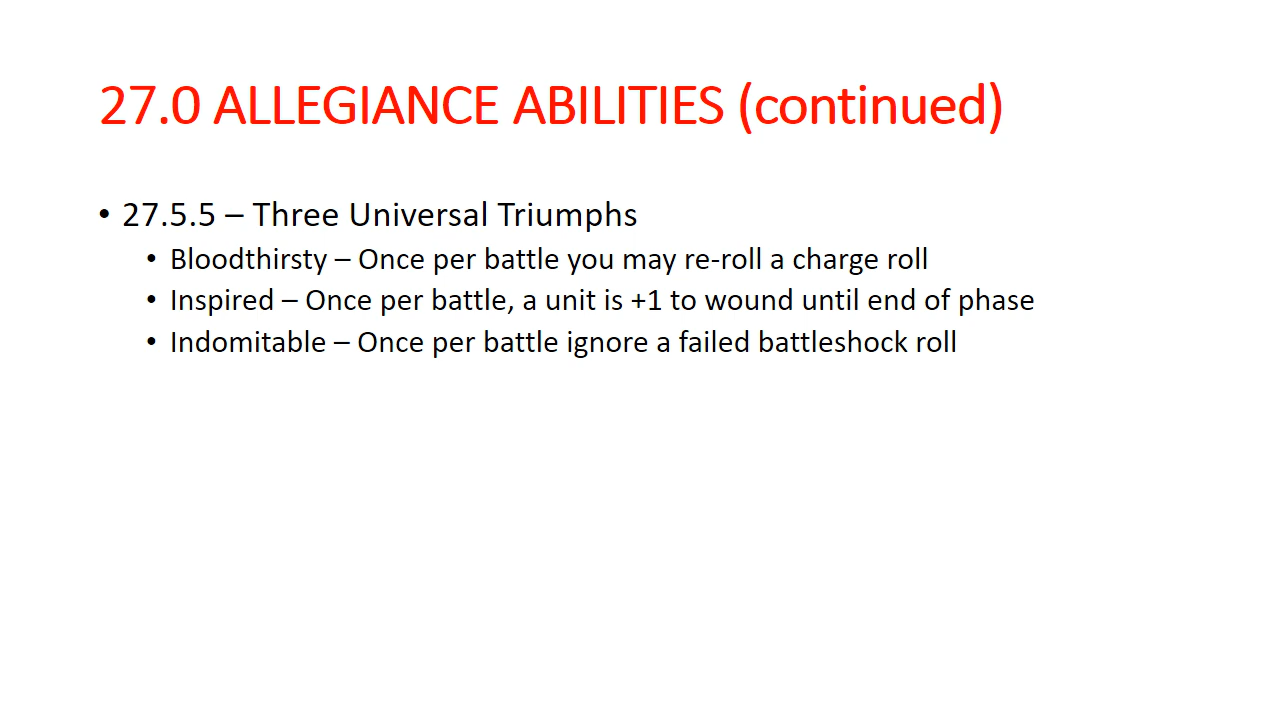 27.0 ALLEGIANCE ABILITIES (continued)
• 27.5.5 – Three Universal Triumphs
• Bloodthirsty – Once per battle you may re-roll a charge roll
• Inspired – Once per battle, a unit is +1 to wound until end of phase
• Indomitable – Once per battle ignore a failed battleshock roll